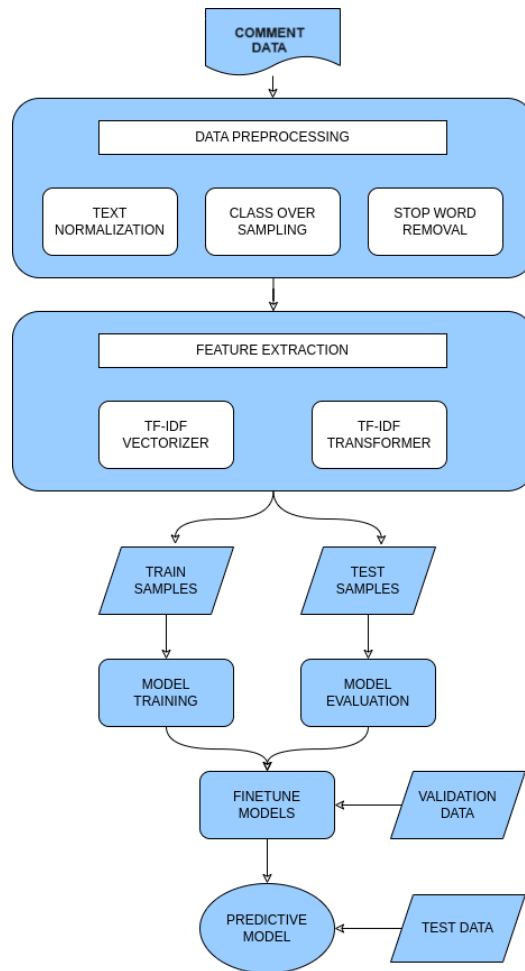 COMMENT
DATA
DATA PREPROCESSING
TEXT
NORMALIZATION
CLASS OVER
SAMPLING
STOP WORD
REMOVAL
FEATURE EXTRACTION
TF-IDF
VECTORIZER
TF-IDF
TRANSFORMER
TRAIN
SAMPLES
TEST
SAMPLES
MODEL
TRAINING
MODEL
EVALUATION
FINETUNE
MODELS
VALIDATION
DATA
PREDICTIVE
MODEL
TEST DATA